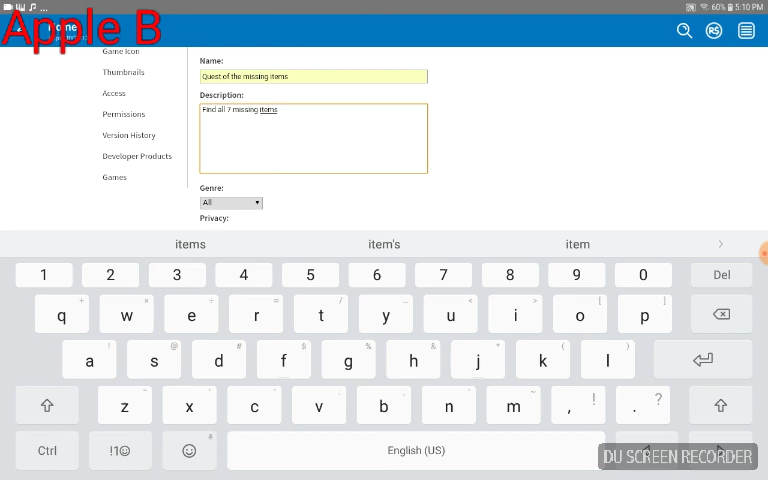 60% 5:10 PM
Apple B
Home
Game Icon
Thumbnails
Access
Permissions
Version History
Developer Products
Games
Name:
Quest of the missing items
Description:
Find all 7 missing items
Genre:
All
Privacy:
items item's item
1 2 3 4 5 6 7 8 9 0 Del
q w e r t y u i o p
a s d f g h j k l
z x c v b n m , ! . ?
Ctrl !1☺ English (US)
DU SCREEN RECORDER